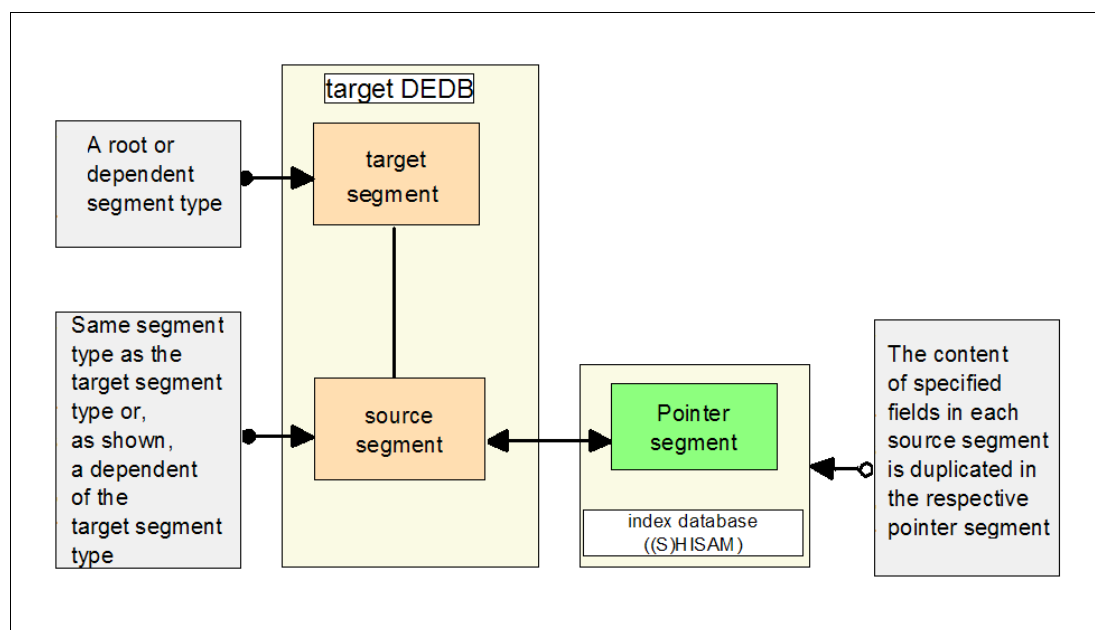 target DEDB
A root or
dependent
segment type
target
segment
Same segment
type as the
target segment
type or,
as shown,
a dependent
of the
target segment
type
source
segment
Pointer
segment
index database
((S)HISAM)
The content
of specified
fields in each
source segment
is duplicated in
the respective
pointer segment